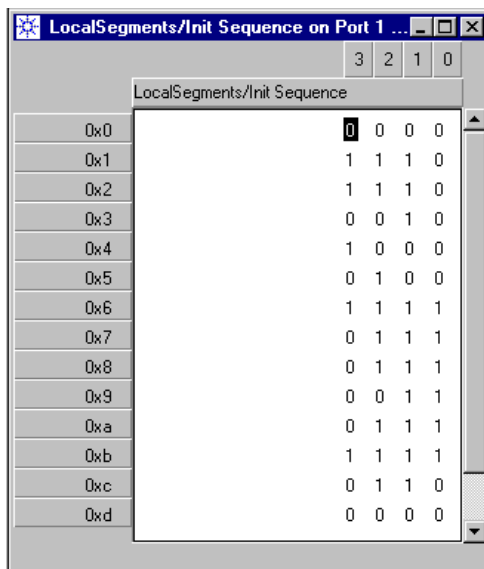 LocalSegments/Init Sequence on Port 1 ...
3 2 1 0
LocalSegments/Init Sequence
0x0 0 0 0 0
0x1 1 1 1 0
0x2 1 1 1 0
0x3 0 0 1 0
0x4 1 0 0 0
0x5 0 1 0 0
0x6 1 1 1 1
0x7 0 1 1 1
0x8 0 1 1 1
0x9 0 0 1 1
0xa 0 1 1 1
0xb 1 1 1 1
0xc 0 1 1 0
0xd 0 0 0 0